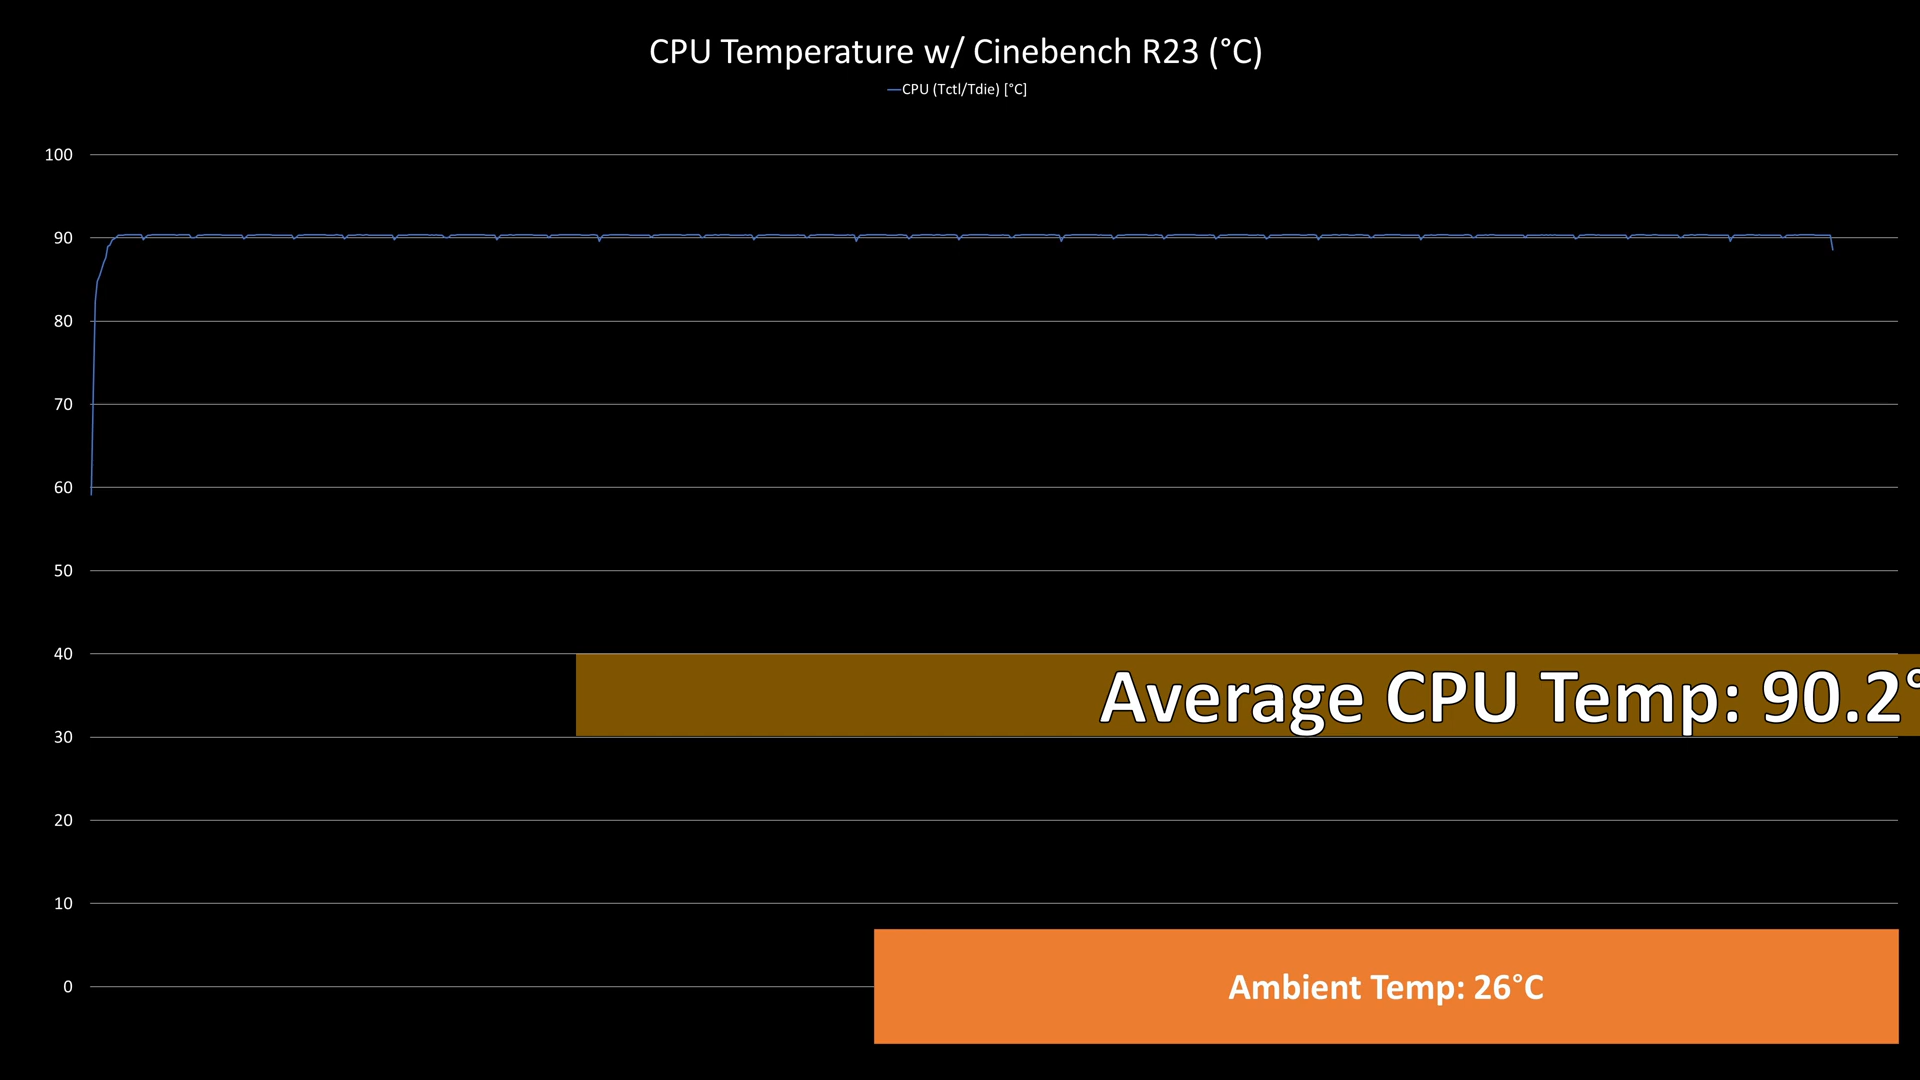 CPU Temperature w/ Cinebench R23 (°C)
CPU (Tctl/Tdie) [°C]
100
90
80
70
60
50
40
30
20
10
0
Average CPU Temp: 90.2°
Ambient Temp: 26°C